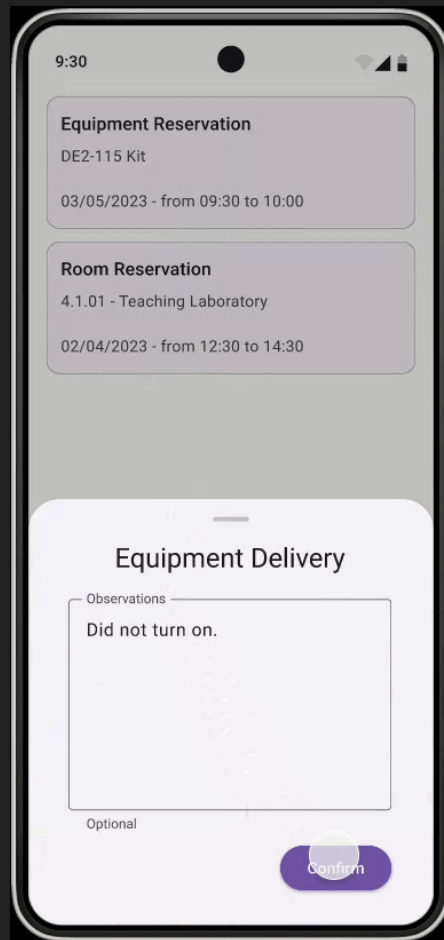 9:30
Equipment Reservation
DE2-115 Kit
03/05/2023 - from 09:30 to 10:00
Room Reservation
4.1.01 - Teaching Laboratory
02/04/2023 - from 12:30 to 14:30
Equipment Delivery
Observations
Did not turn on.
Optional
Confirm